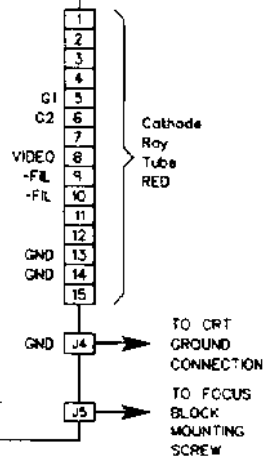 1
2
3
4
G1 5
G2 6
7
VIDEO 8
-FIL 9
-FIL 10
11
12
GND 13
GND 14
15
Cathode
Ray
Tube
RED
GND J4
TO CRT
GROUND
CONNECTION
J5
TO FOCUS
BLOCK
MOUNTING
SCREW